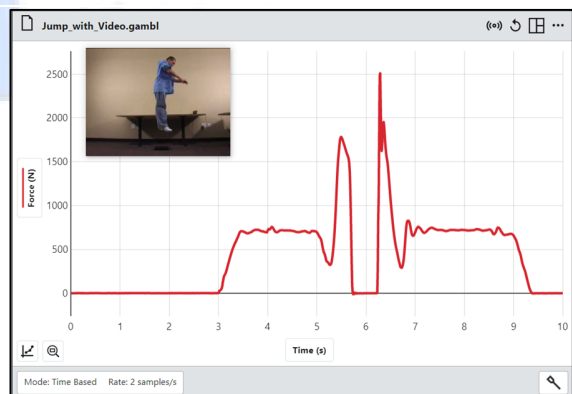 Jump_with_Video.gambl
2500
2000
1500
1000
500
0
Force (N)
0 1 2 3 4 5 6 7 8 9 10
Time (s)
Mode: Time Based Rate: 2 samples/s